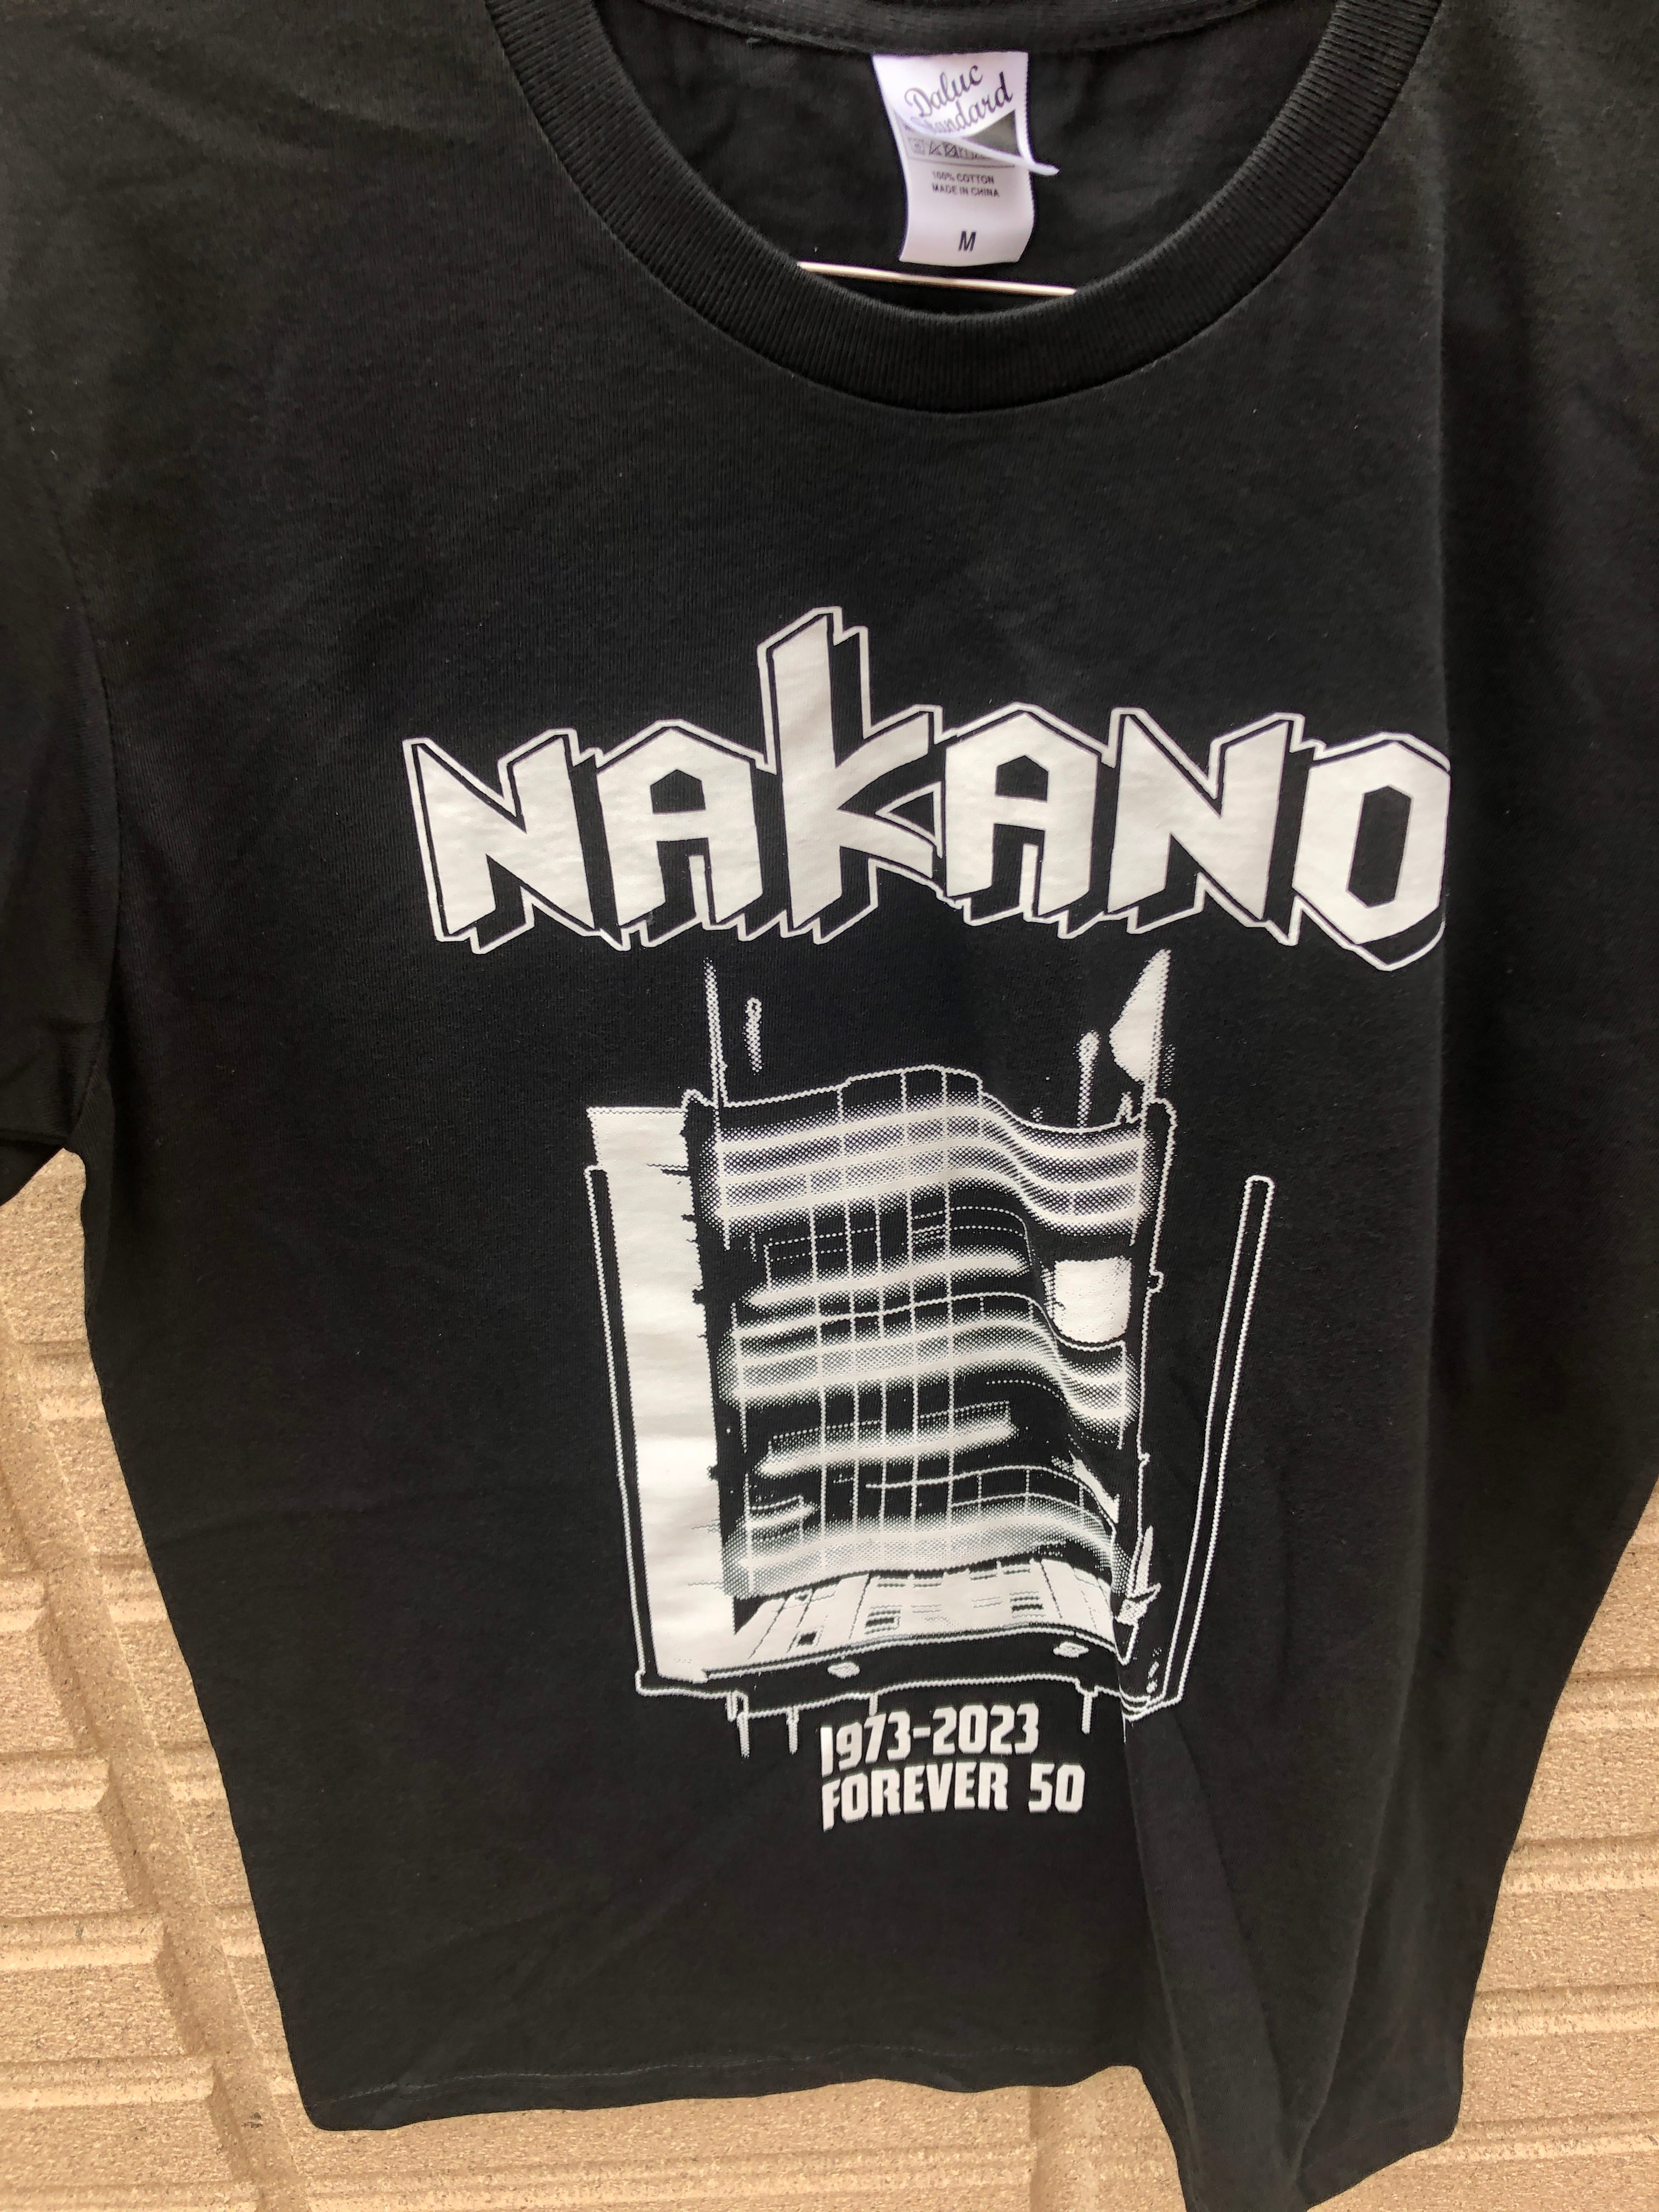 Daluc
Standard
100% COTTON
MADE IN CHINA
M
NAKANO
1973-2023
FOREVER 50